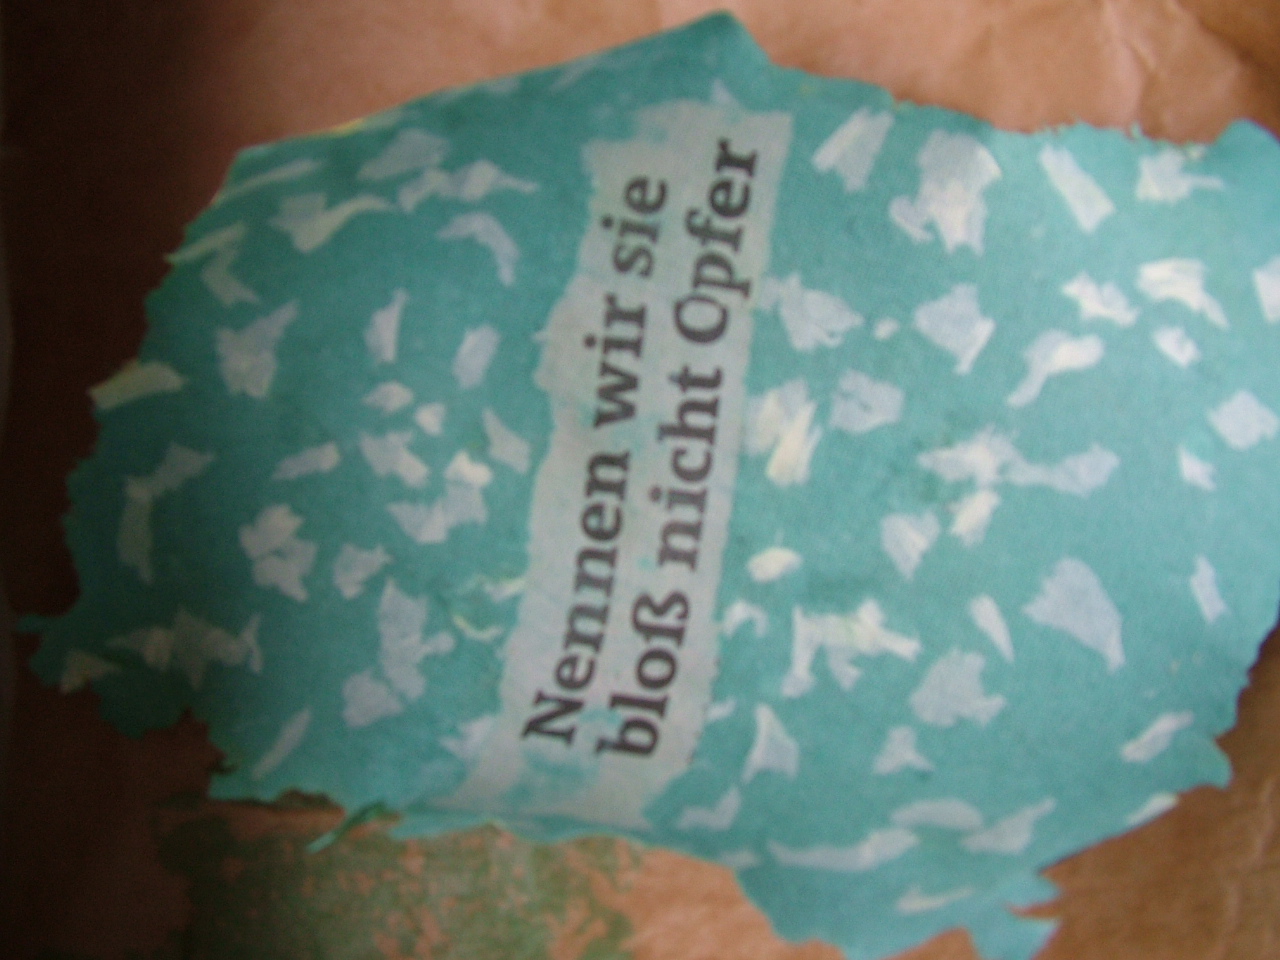 Nennen wir sie
bloß nicht Opfer